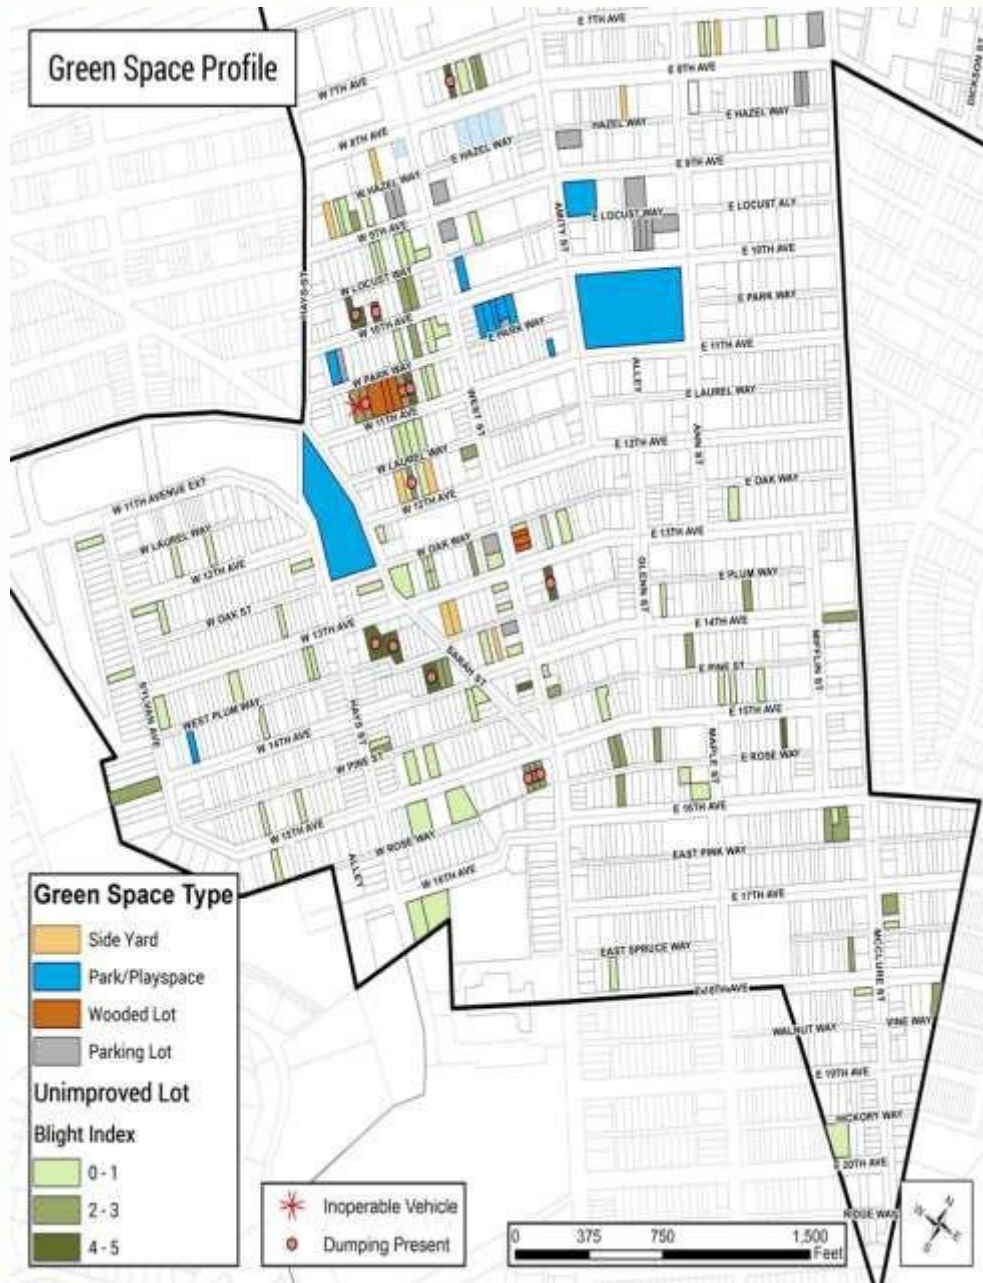 Green Space Profile
E 7TH AVE
W 7TH AVE
E 8TH AVE
DICKSON ST
W 8TH AVE
HAZEL WAY
E HAZEL WAY
E HAZEL WAY
W HAZEL WAY
E 9TH AVE
W 9TH AVE
AMITY ST
E LOCUST WAY
E LOCUST ALY
W LOCUST WAY
E 10TH AVE
HAYS ST
W 10TH AVE
E PARK WAY
E PARK WAY
W PARK WAY
E 11TH AVE
ALLEY
E LAUREL WAY
W 11TH AVE
WEST ST
E 12TH AVE
ANN ST
W LAUREL WAY
W 11TH AVENUE EXT
W 12TH AVE
E OAK WAY
W LAUREL WAY
W OAK WAY
E 13TH AVE
W 12TH AVE
GLENN ST
E PLUM WAY
W OAK ST
W 13TH AVE
E 14TH AVE
MIFFLIN ST
SARAH ST
E PINE ST
SYLVAN AVE
WEST PLUM WAY
HAYS ST
E 15TH AVE
W 14TH AVE
MAPLE ST
E ROSE WAY
W PINE ST
E 16TH AVE
W 15TH AVE
W ROSE WAY
EAST PINK WAY
ALLEY
W 16TH AVE
E 17TH AVE
MCCLURE ST
EAST SPRUCE WAY
E 18TH AVE
WALNUT WAY
VINE WAY
E 19TH AVE
HICKORY WAY
E 20TH AVE
RIDGE WAY
Green Space Type
Side Yard
Park/Playspace
Wooded Lot
Parking Lot
Unimproved Lot
Blight Index
0 - 1
2 - 3
4 - 5
Inoperable Vehicle
Dumping Present
0 375 750 1,500
Feet
N
W
E
S